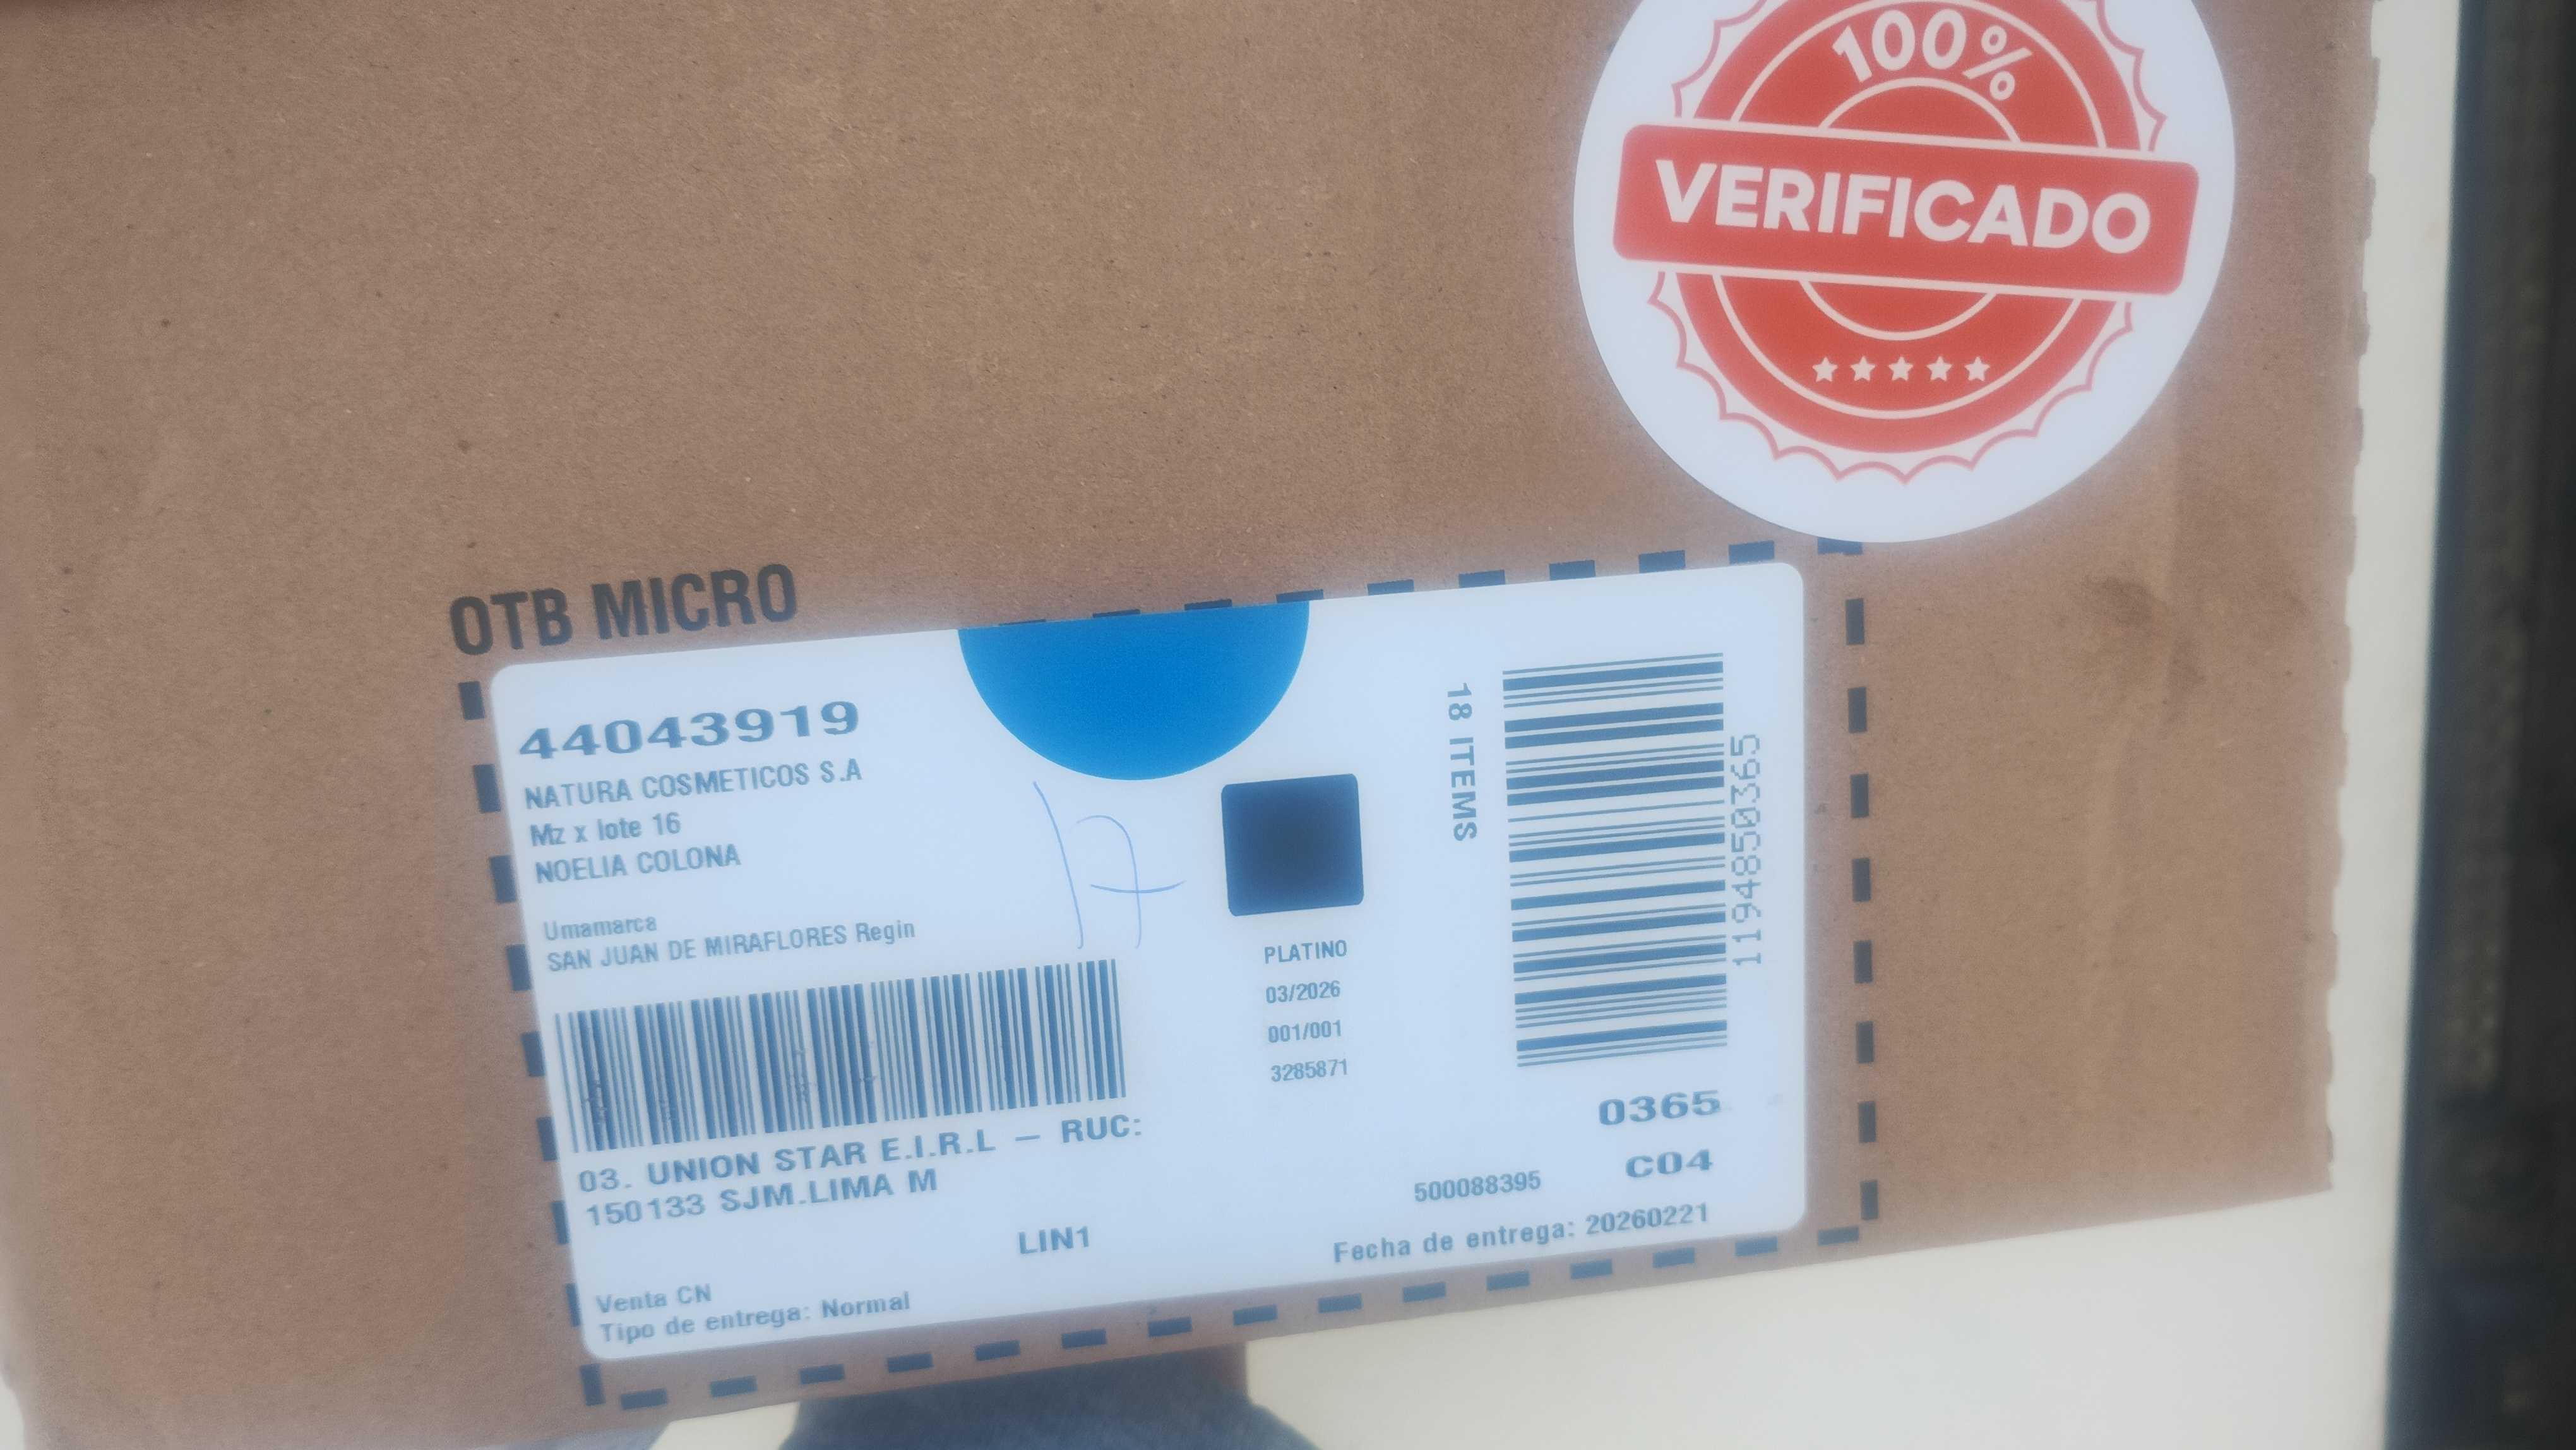 100%
VERIFICADO
OTB MICRO
44043919
NATURA COSMETICOS S.A
Mz x lote 16
NOELIA COLONA
Umamarca
SAN JUAN DE MIRAFLORES Regin
17
PLATINO
03/2026
001/001
3285871
18 ITEMS
1194850365
03. UNION STAR E.I.R.L – RUC:
150133 SJM.LIMA M
LIN1
0365
C04
500088395
Fecha de entrega: 20260221
Venta CN
Tipo de entrega: Normal